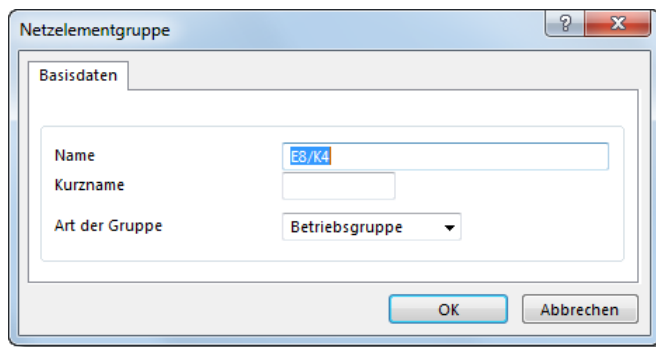 Netzelementgruppe
Basisdaten
Name E8/K4
Kurzname
Art der Gruppe Betriebsgruppe
OK Abbrechen